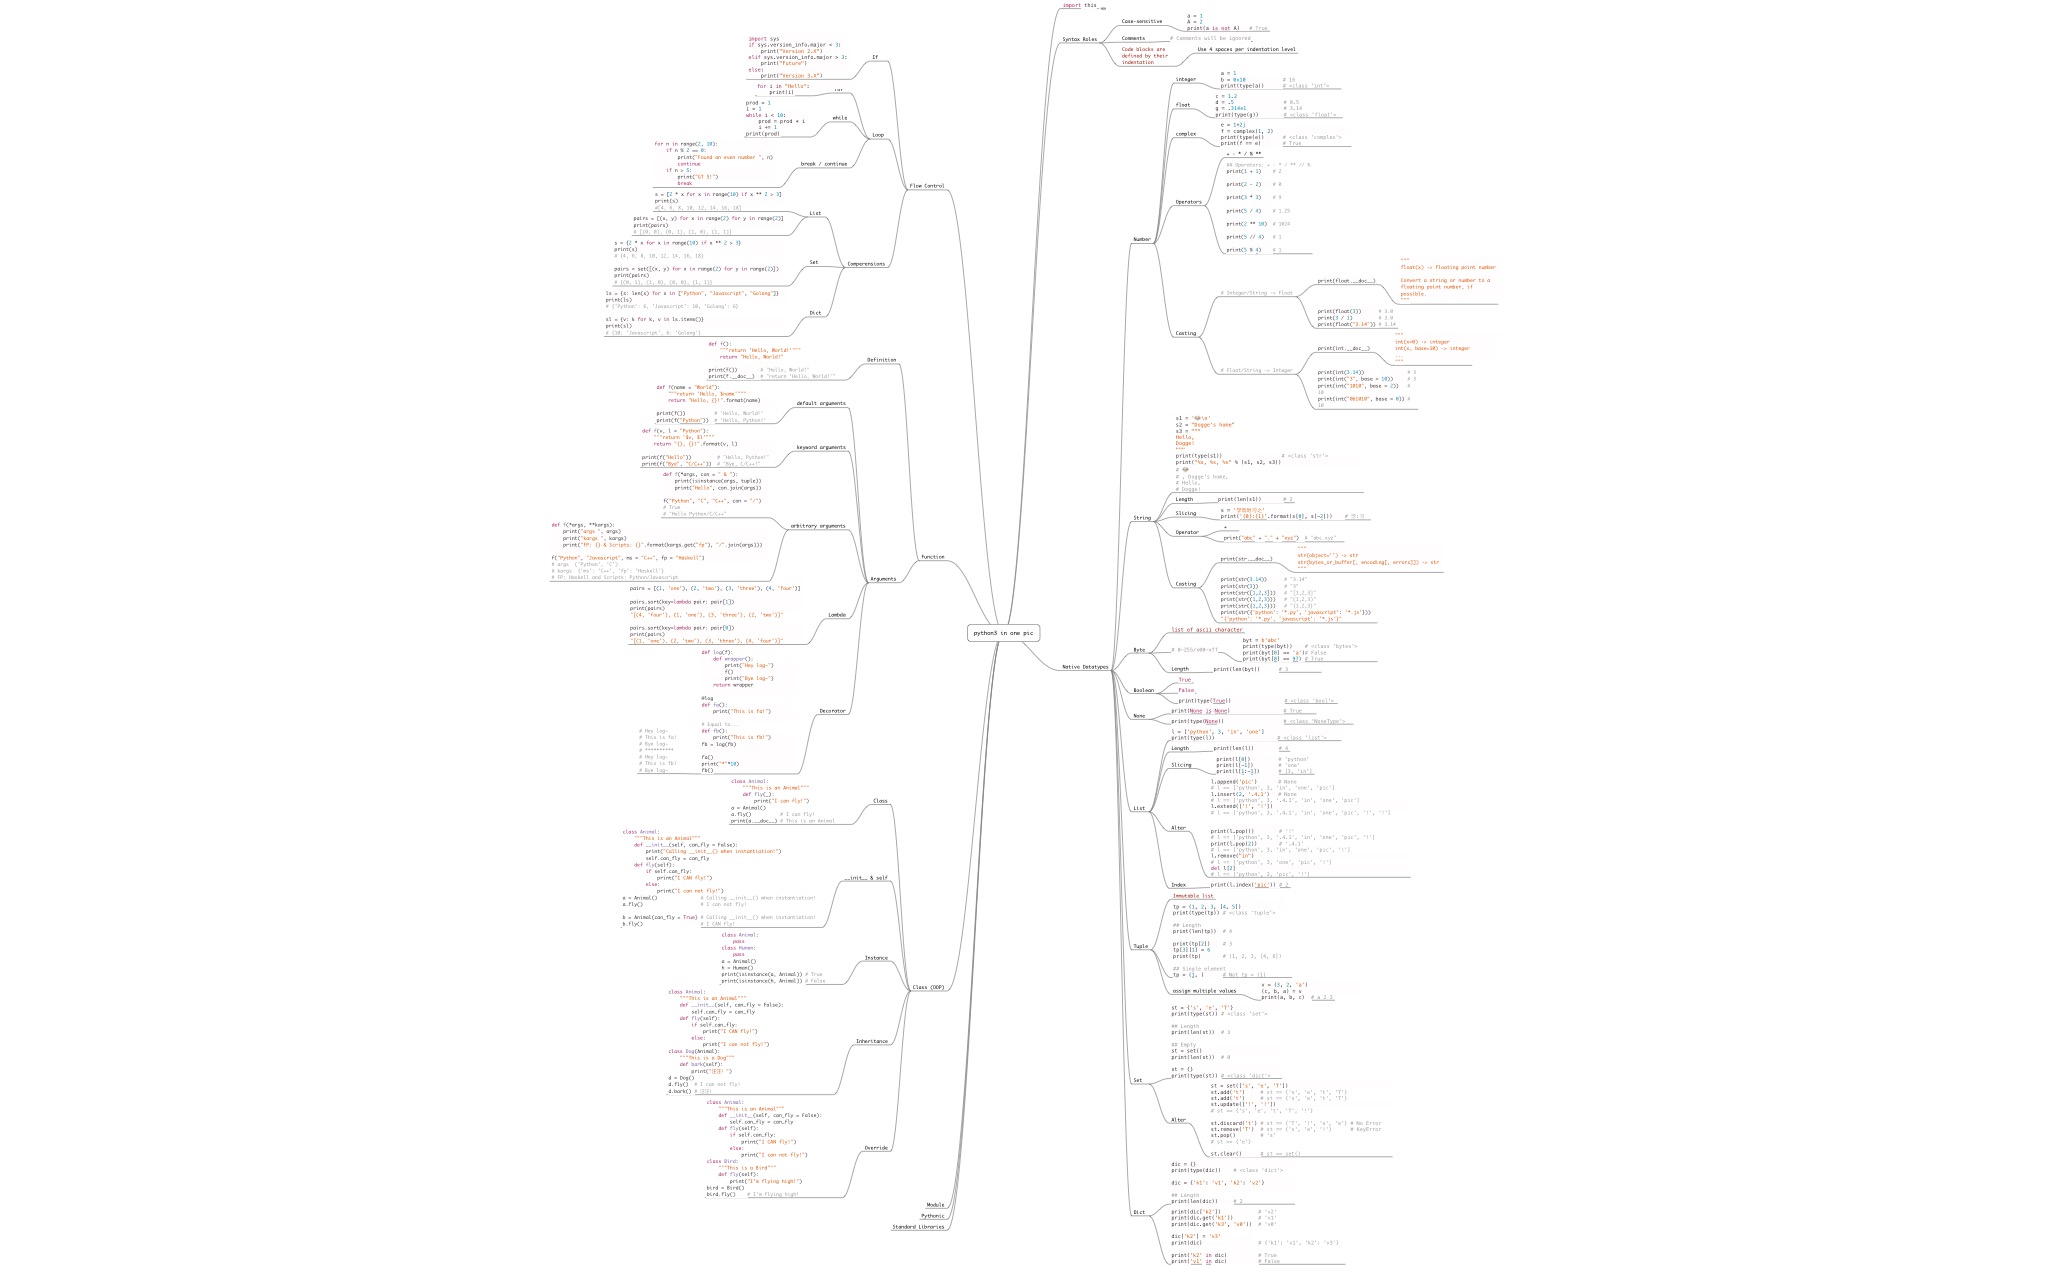 python3 in one pic
import this
Syntax Roles
Case-sensitive
a = 1
A = 2
print(a is not A)   # True
Comments
# Comments will be ignored
Code blocks are
defined by their
indentation
Use 4 spaces per indentation level
Native Datatypes
Number
integer
a = 1
b = 0x10      # 16
print(type(a))      # <class 'int'>
float
c = 1.2
d = .5      # 0.5
g = .314e1      # 3.14
print(type(g))      # <class 'float'>
complex
e = 1+2j
f = complex(1, 2)
print(type(e))      # <class 'complex'>
print(f == e)      # True
Operators
+ - * / % **
## Operators: + - * / ** // %
print(1 + 1)   # 2
print(2 - 2)   # 0
print(3 * 3)   # 9
print(5 / 4)   # 1.25
print(2 ** 10)  # 1024
print(5 // 4)   # 1
print(5 % 4)   # 1
Casting
# Integer/String -> Float
print(float.__doc__)
"""
float(x) -> floating point number
Convert a string or number to a
floating point number, if
possible.
"""
print(float(3))      # 3.0
print(3 / 1)      # 3.0
print(float("3.14")) # 3.14
# Float/String -> Integer
print(int.__doc__)
"""
int(x=0) -> integer
int(x, base=10) -> integer
...
"""
print(int(3.14))      # 3
print(int("3", base = 10))      # 3
print(int("1010", base = 2))   #
10
print(int("0b1010", base = 0)) #
10
String
s1 = '😂\n'
s2 = "Dogge's home"
s3 = """
Hello,
Dogge!
"""
print(type(s1))      # <class 'str'>
print("%s, %s, %s" % (s1, s2, s3))
# 😂
# , Dogge's home,
# Hello,
# Dogge!
Length
print(len(s1))      # 2
Slicing
print('{0}:{1}'.format(s[0], s[-2]))
Operator
+
print("abc" + "." + "xyz")  # "abc.xyz"
Casting
print(str.__doc__)
"""
str(object='') -> str
str(bytes_or_buffer[, encoding[, errors]]) -> str
"""
print(str(3.14))      # "3.14"
print(str(3))      # "3"
print(str([1,2,3]))   # "[1,2,3]"
print(str((1,2,3)))   # "(1,2,3)"
print(str({1,2,3}))   # "{1,2,3}"
print(str({'python': '*.py', 'javascript': '*.js'}))
"{'python': '*.py', 'javascript': '*.js'}"
Byte
list of ascii character
# 0-255/x00-xff
byt = b'abc'
print(type(byt))    # <class 'bytes'>
print(byt[0] == 'a')# False
print(byt[0] == 97) # True
Length
print(len(byt))      # 3
Boolean
True
False
print(type(True))      # <class 'bool'>
None
print(None is None)      # True
print(type(None))      # <class 'NoneType'>
List
l = ['python', 3, 'in', 'one']
print(type(l))      # <class 'list'>
Length
print(len(l))      # 4
Slicing
print(l[0])      # 'python'
print(l[-1])      # 'one'
print(l[1:-1])      # [3, 'in']
Alter
l.append('pic')      # None
# l == ['python', 3, 'in', 'one', 'pic']
l.insert(2, '.4.1')   # None
# l == ['python', 3, '.4.1', 'in', 'one', 'pic']
l.extend(['!', '!'])
# l == ['python', 3, '.4.1', 'in', 'one', 'pic', '!', '!']
print(l.pop())      # '!'
# l == ['python', 3, '.4.1', 'in', 'one', 'pic', '!']
print(l.pop(2))      # '.4.1'
# l == ['python', 3, 'in', 'one', 'pic', '!']
l.remove("in")
# l == ['python', 3, 'one', 'pic', '!']
del l[2]
# l == ['python', 3, 'pic', '!']
Index
print(l.index('pic')) # 2
Tuple
Immutable list
tp = (1, 2, 3, [4, 5])
print(type(tp)) # <class 'tuple'>
## Length
print(len(tp))  # 4
print(tp[2])    # 3
tp[3][1] = 6
print(tp)      # (1, 2, 3, [4, 6])
## Single element
tp = (1, )      # Not tp = (1)
assign multiple values
v = (3, 2, 'a')
(c, b, a) = v
print(a, b, c)  # a 2 3
Set
st = {'s', 'e', 'T'}
print(type(st)) # <class 'set'>
## Length
print(len(st))  # 3
## Empty
st = set()
print(len(st))  # 0
st = {}
print(type(st)) # <class 'dict'>
Alter
st = set(['s', 'e', 'T'])
st.add('t')     # st == {'s', 'e', 't', 'T'}
st.add('t')     # st == {'s', 'e', 't', 'T'}
st.update(['!', '!'])
# st == {'s', 'e', 't', 'T', '!'}
st.discard('t') # st == {'T', '!', 's', 'e'} # No Error
st.remove('T')  # st == {'s', 'e', '!'}      # KeyError
st.pop()        # 's'
# st == {'e'}
st.clear()      # st == set()
Dict
dic = {}
print(type(dic))    # <class 'dict'>
dic = {'k1': 'v1', 'k2': 'v2'}
## Length
print(len(dic))     # 2
print(dic['k2'])           # 'v2'
print(dic.get('k1'))       # 'v1'
print(dic.get('k3', 'v0'))  # 'v0'
dic['k2'] = 'v3'
print(dic)      # {'k1': 'v1', 'k2': 'v3'}
print('k2' in dic)      # True
print('v1' in dic)      # False
Flow Control
If
import sys
if sys.version_info.major < 3:
    print("Version 2.X")
elif sys.version_info.major > 3:
    print("Future")
else:
    print("Version 3.X")
Loop
for i in "Hello":
    print(i)
while
prod = 1
i = 1
while i < 10:
    prod = prod * i
    i += 1
print(prod)
break / continue
for n in range(2, 10):
    if n % 2 == 0:
        print("Found an even number ", n)
        continue
    if n > 5:
        print("GT 5!")
        break
Comperensions
List
s = [2 * x for x in range(10) if x ** 2 > 3]
print(s)
#[4, 6, 8, 10, 12, 14, 16, 18]
pairs = [(x, y) for x in range(2) for y in range(2)]
print(pairs)
# [(0, 0), (0, 1), (1, 0), (1, 1)]
Set
s = {2 * x for x in range(10) if x ** 2 > 3}
print(s)
# {4, 6, 8, 10, 12, 14, 16, 18}
pairs = set([(x, y) for x in range(2) for y in range(2)])
print(pairs)
# {(0, 1), (1, 0), (0, 0), (1, 1)}
Dict
ls = {s: len(s) for s in ["Python", "Javascript", "Golang"]}
print(ls)
# {'Python': 6, 'Javascript': 10, 'Golang': 6}
sl = {v: k for k, v in ls.items()}
print(sl)
# {10: 'Javascript', 6: 'Golang'}
Function
Definition
def f():
    """return 'Hello, World!'"""
    return "Hello, World!"
print(f())      # "Hello, World!"
print(f.__doc__)  # "return 'Hello, World!'"
Arguments
default arguments
def f(name = "World"):
    """return 'Hello, $name'"""
    return "Hello, {}!".format(name)
print(f())         # 'Hello, World!'
print(f("Python"))  # 'Hello, Python!'
keyword arguments
def f(v, l = "Python"):
    """return '$v, $l'"""
    return "{}, {}!".format(v, l)
print(f("Hello"))         # "Hello, Python!"
print(f("Bye", "C/C++"))  # "Bye, C/C++!"
arbitrary arguments
def f(*args, con = " & "):
    print(isinstance(args, tuple))
    print("Hello", con.join(args))
f("Python", "C", "C++", con = "/")
# True
# "Hello Python/C/C++"
def f(*args, **kargs):
    print("args ", args)
    print("kargs ", kargs)
    print("FP: {} & Scripts: {}".format(kargs.get("fp"), "/".join(args)))
f("Python", "Javascript", ms = "C++", fp = "Haskell")
# args  ('Python', 'C')
# kargs  {'ms': 'C++', 'fp': 'Haskell'}
# FP: Haskell and Scripts: Python/Javascript
Lambda
pairs = [(1, 'one'), (2, 'two'), (3, 'three'), (4, 'four')]
pairs.sort(key=lambda pair: pair[1])
print(pairs)
"[(4, 'four'), (1, 'one'), (3, 'three'), (2, 'two')]"
pairs.sort(key=lambda pair: pair[0])
print(pairs)
"[(1, 'one'), (2, 'two'), (3, 'three'), (4, 'four')]"
Decorator
def log(f):
    def wrapper():
        print("Hey log~")
        f()
        print("Bye log~")
    return wrapper
@log
def fa():
    print("This is fa!")
# Equal to...
def fb():
    print("This is fb!")
fb = log(fb)
fa()
print("*"*10)
fb()
# Hey log~
# This is fa!
# Bye log~
# **********
# Hey log~
# This is fb!
# Bye log~
Class (OOP)
Class
class Animal:
    """This is an Animal"""
    def fly(_):
        print("I can fly!")
a = Animal()
a.fly()         # I can fly!
print(a.__doc__) # This is an Animal
__init__ & self
class Animal:
    """This is an Animal"""
    def __init__(self, can_fly = False):
        print("Calling __init__() when instantiation!")
        self.can_fly = can_fly
    def fly(self):
        if self.can_fly:
            print("I CAN fly!")
        else:
            print("I can not fly!")
a = Animal()              # Calling __init__() when instantiation!
a.fly()                   # I can not fly!
b = Animal(can_fly = True) # Calling __init__() when instantiation!
b.fly()                   # I CAN fly!
Instance
class Animal:
    pass
class Human:
    pass
a = Animal()
h = Human()
print(isinstance(a, Animal)) # True
print(isinstance(h, Animal)) # False
Inheritance
class Animal:
    """This is an Animal"""
    def __init__(self, can_fly = False):
        self.can_fly = can_fly
    def fly(self):
        if self.can_fly:
            print("I CAN fly!")
        else:
            print("I can not fly!")
class Dog(Animal):
    """This is a Dog"""
    def bark(self):
d = Dog()
d.fly()  # I can not fly!
d.bark()
Override
class Animal:
    """This is an Animal"""
    def __init__(self, can_fly = False):
        self.can_fly = can_fly
    def fly(self):
        if self.can_fly:
            print("I CAN fly!")
        else:
            print("I can not fly!")
class Bird:
    """This is a Bird"""
    def fly(self):
        print("I'm flying high!")
bird = Bird()
bird.fly()    # I'm flying high!
Module
Pythonic
Standard Libraries